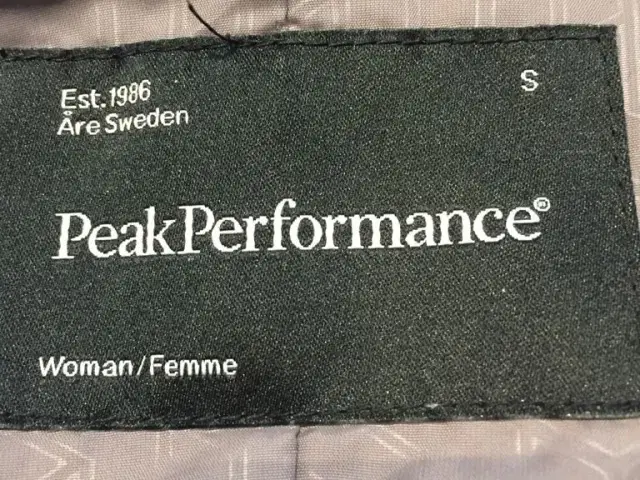 Est.1986
Åre Sweden
S
PeakPerformance®
Woman/Femme